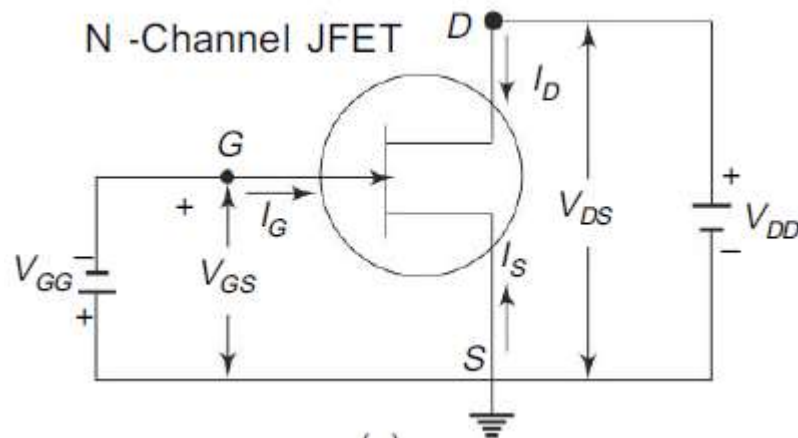 N -Channel JFET
D
I_D
G
+
I_G
V_DS
+
V_DD
–
–
V_GG
+
V_GS
I_S
S